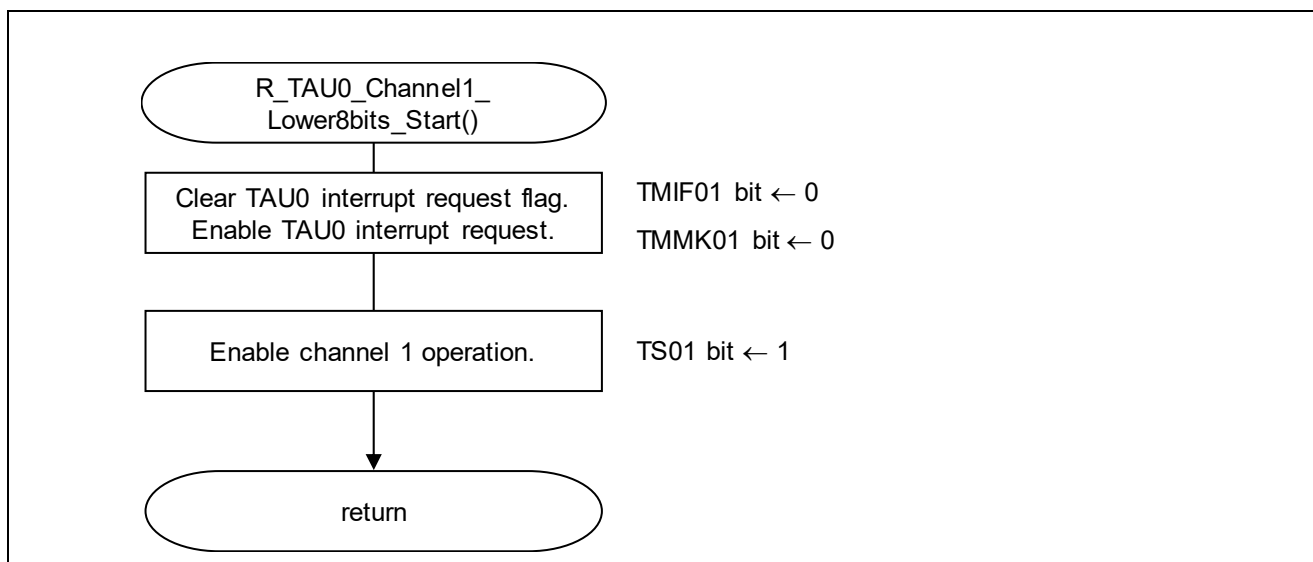 R_TAU0_Channel1_
Lower8bits_Start()
Clear TAU0 interrupt request flag.
Enable TAU0 interrupt request.
TMIF01 bit ← 0
TMMK01 bit ← 0
Enable channel 1 operation.
TS01 bit ← 1
return